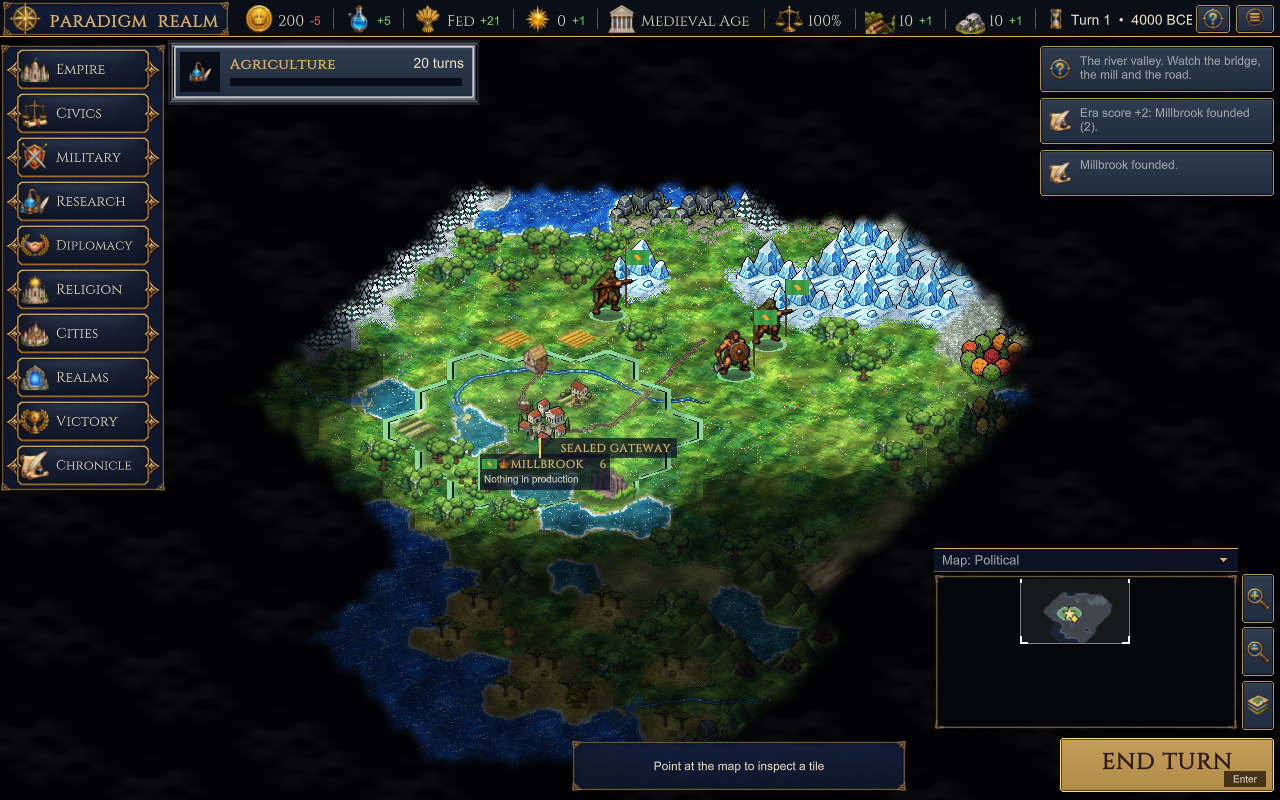 PARADIGM REALM
200 -5
+5
FED +21
0 +1
MEDIEVAL AGE
100%
10 +1
10 +1
Turn 1 • 4000 BCE
EMPIRE
CIVICS
MILITARY
RESEARCH
DIPLOMACY
RELIGION
CITIES
REALMS
VICTORY
CHRONICLE
AGRICULTURE
20 turns
The river valley. Watch the bridge,
the mill and the road.
Era score +2: Millbrook founded
(2).
Millbrook founded.
SEALED GATEWAY
MILLBROOK 6
Nothing in production
Map: Political
Point at the map to inspect a tile
END TURN
Enter